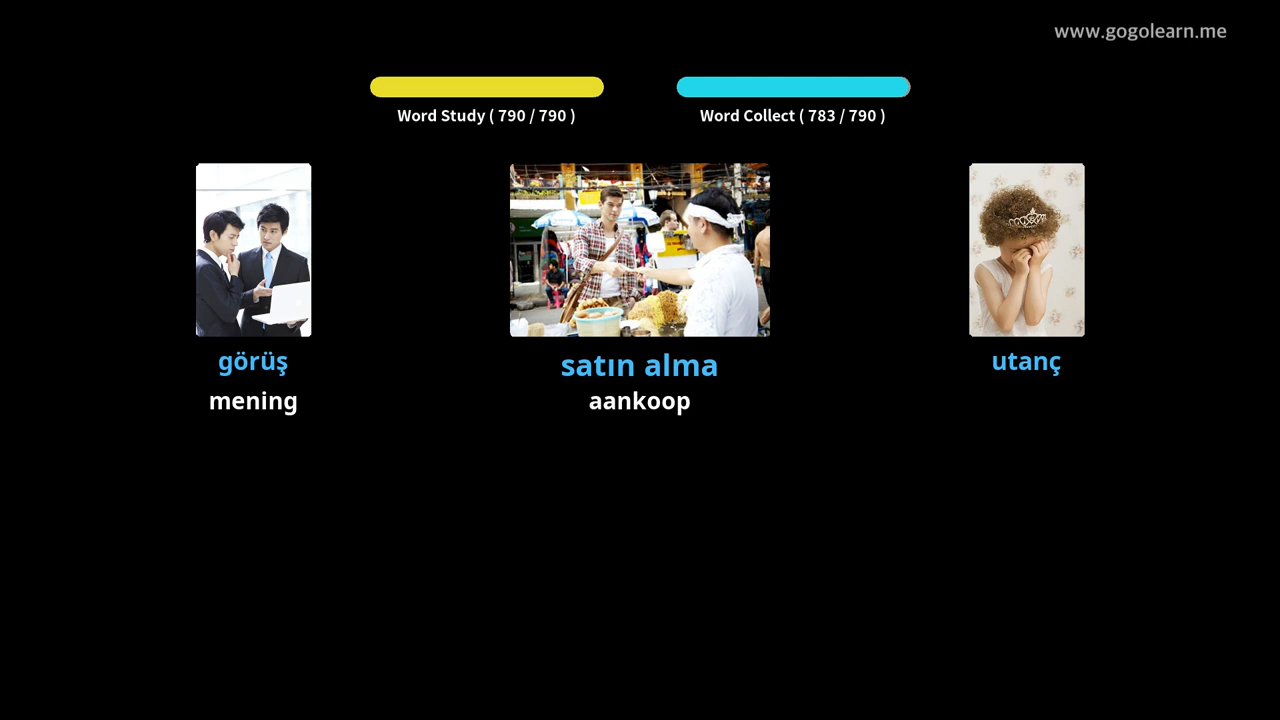 www.gogolearn.me
Word Study ( 790 / 790 )
Word Collect ( 783 / 790 )
görüş
satın alma
utanç
mening
aankoop